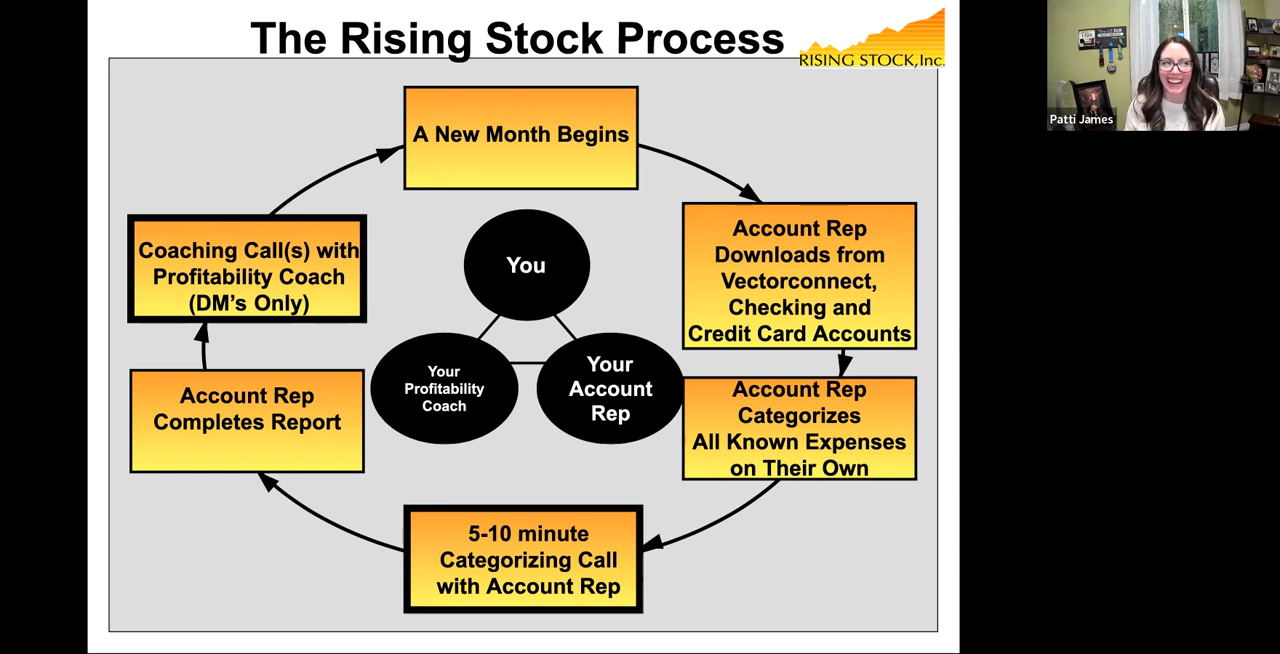 The Rising Stock Process
RISING STOCK, Inc.
Patti James
A New Month Begins
Account Rep
Downloads from
Vectorconnect,
Checking and
Credit Card Accounts
Account Rep
Categorizes
All Known Expenses
on Their Own
5-10 minute
Categorizing Call
with Account Rep
Account Rep
Completes Report
Coaching Call(s) with
Profitability Coach
(DM's Only)
You
Your
Profitability
Coach
Your
Account
Rep